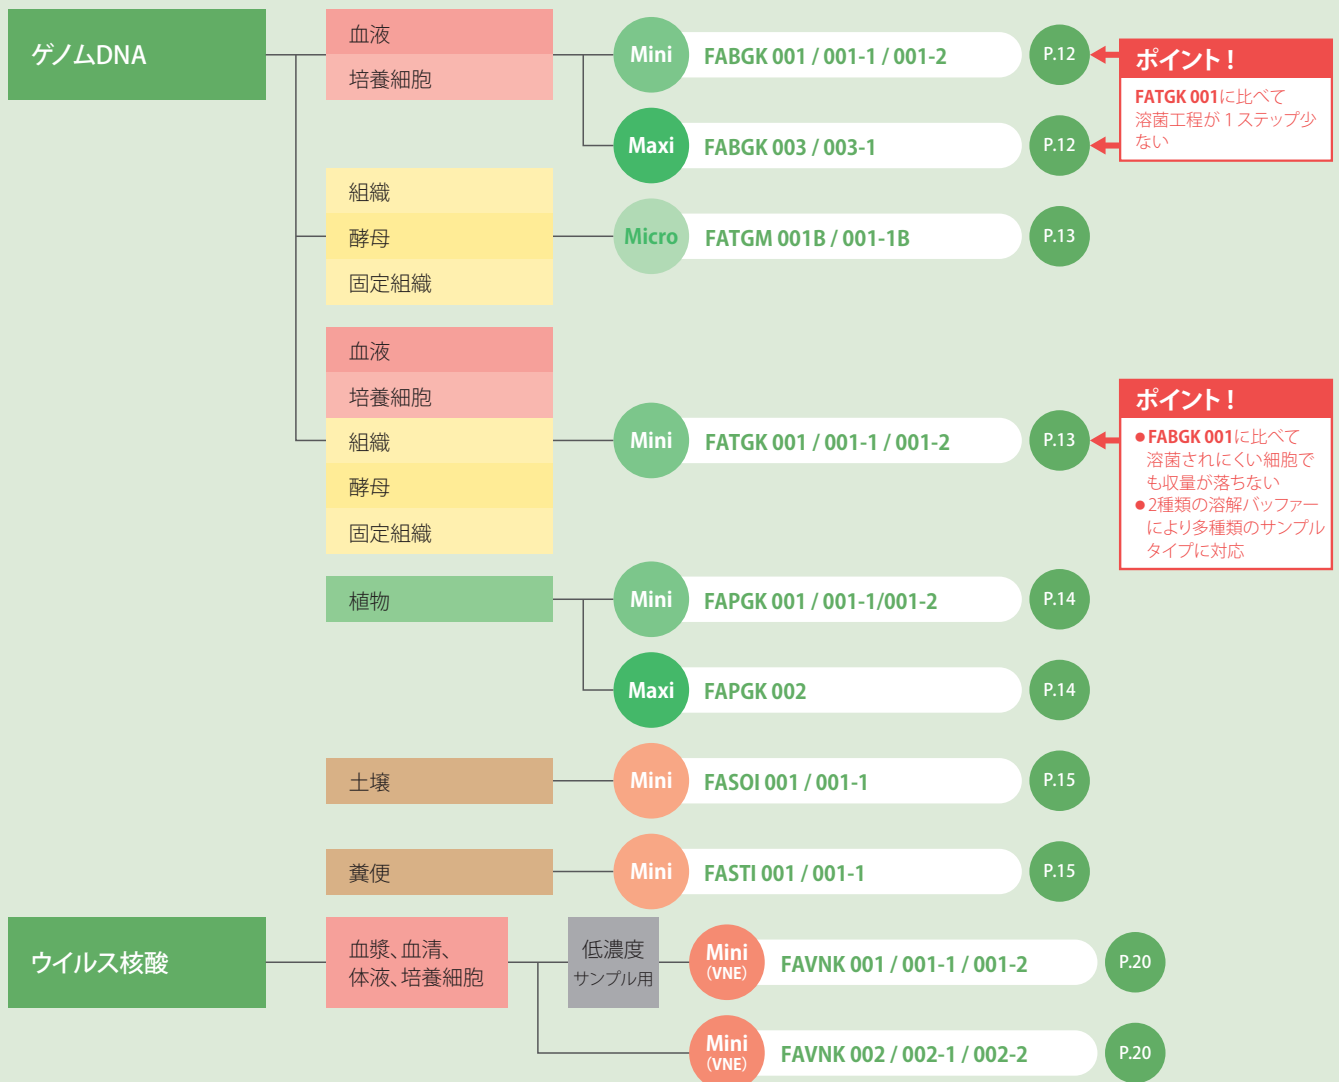 ゲノムDNA
血液
培養細胞
Mini
FABGK 001 / 001-1 / 001-2
P.12
Maxi
FABGK 003 / 003-1
P.12
ポイント！
FATGK 001に比べて
溶菌工程が1ステップ少
ない
組織
酵母
固定組織
Micro
FATGM 001B / 001-1B
P.13
血液
培養細胞
組織
酵母
固定組織
Mini
FATGK 001 / 001-1 / 001-2
P.13
ポイント！
●FABGK 001に比べて
溶菌されにくい細胞で
も収量が落ちない
●2種類の溶解バッファー
により多種類のサンプル
タイプに対応
植物
Mini
FAPGK 001 / 001-1/001-2
P.14
Maxi
FAPGK 002
P.14
土壌
Mini
FASOI 001 / 001-1
P.15
糞便
Mini
FASTI 001 / 001-1
P.15
ウイルス核酸
血漿、血清、
体液、培養細胞
低濃度
サンプル用
Mini
（VNE）
FAVNK 001 / 001-1 / 001-2
P.20
Mini
（VNE）
FAVNK 002 / 002-1 / 002-2
P.20